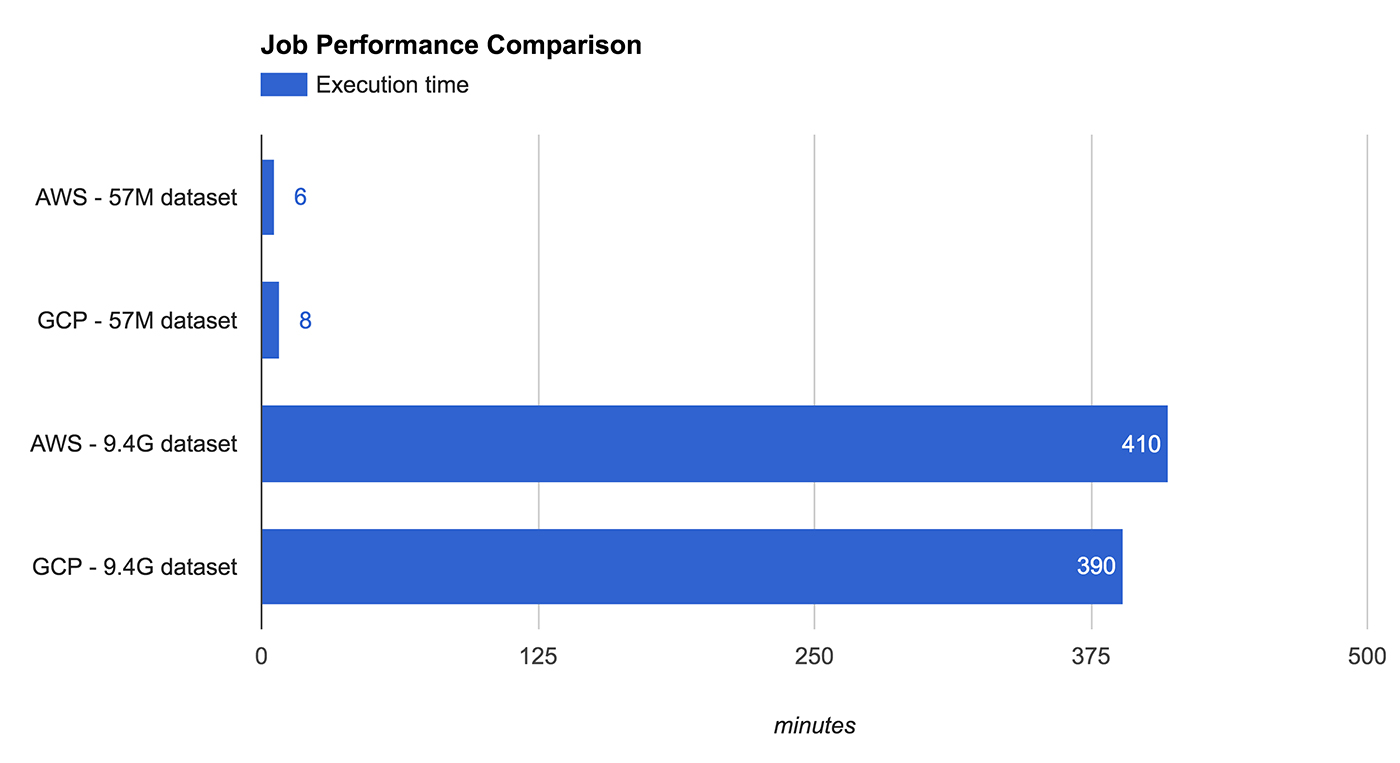 Job Performance Comparison
Execution time
AWS - 57M dataset
6
GCP - 57M dataset
8
AWS - 9.4G dataset
410
GCP - 9.4G dataset
390
0 125 250 375 500
minutes